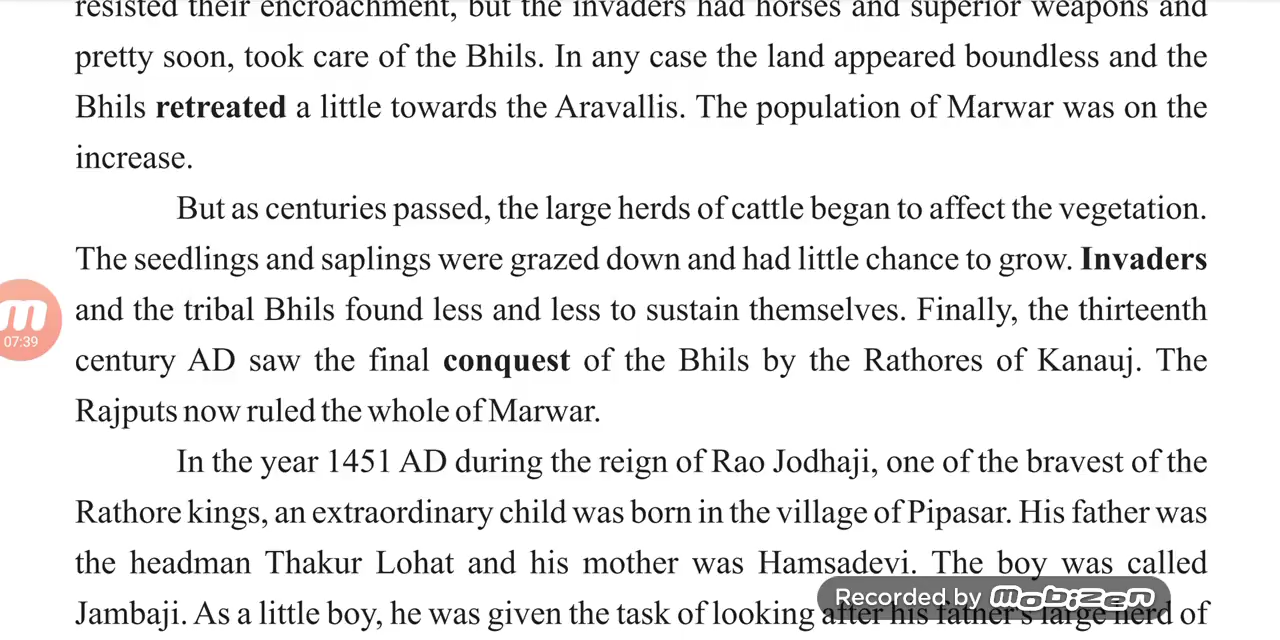 resisted their encroachment, but the invaders had horses and superior weapons and
pretty soon, took care of the Bhils. In any case the land appeared boundless and the
Bhils retreated a little towards the Aravallis. The population of Marwar was on the
increase.
But as centuries passed, the large herds of cattle began to affect the vegetation.
The seedlings and saplings were grazed down and had little chance to grow. Invaders
and the tribal Bhils found less and less to sustain themselves. Finally, the thirteenth
07:39
century AD saw the final conquest of the Bhils by the Rathores of Kanauj. The
Rajputs now ruled the whole of Marwar.
In the year 1451 AD during the reign of Rao Jodhaji, one of the bravest of the
Rathore kings, an extraordinary child was born in the village of Pipasar. His father was
the headman Thakur Lohat and his mother was Hamsadevi. The boy was called
Recorded by mobizen
Jambaji. As a little boy, he was given the task of looking after his father's large herd of